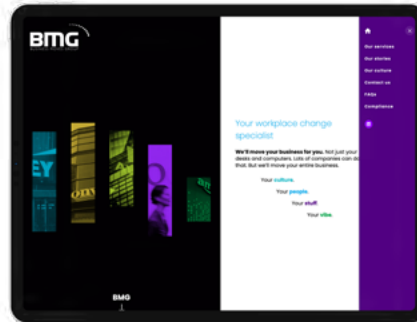 BMG
Our services
Our stories
Our culture
Contact us
FAQs
Compliance
Your workplace change
specialist
We'll move your business for you. Not just your
desks and computers. Lots of companies can do
that. But we'll move your entire business.
Your culture.
Your people.
Your stuff.
Your vibe.
EY
BMG